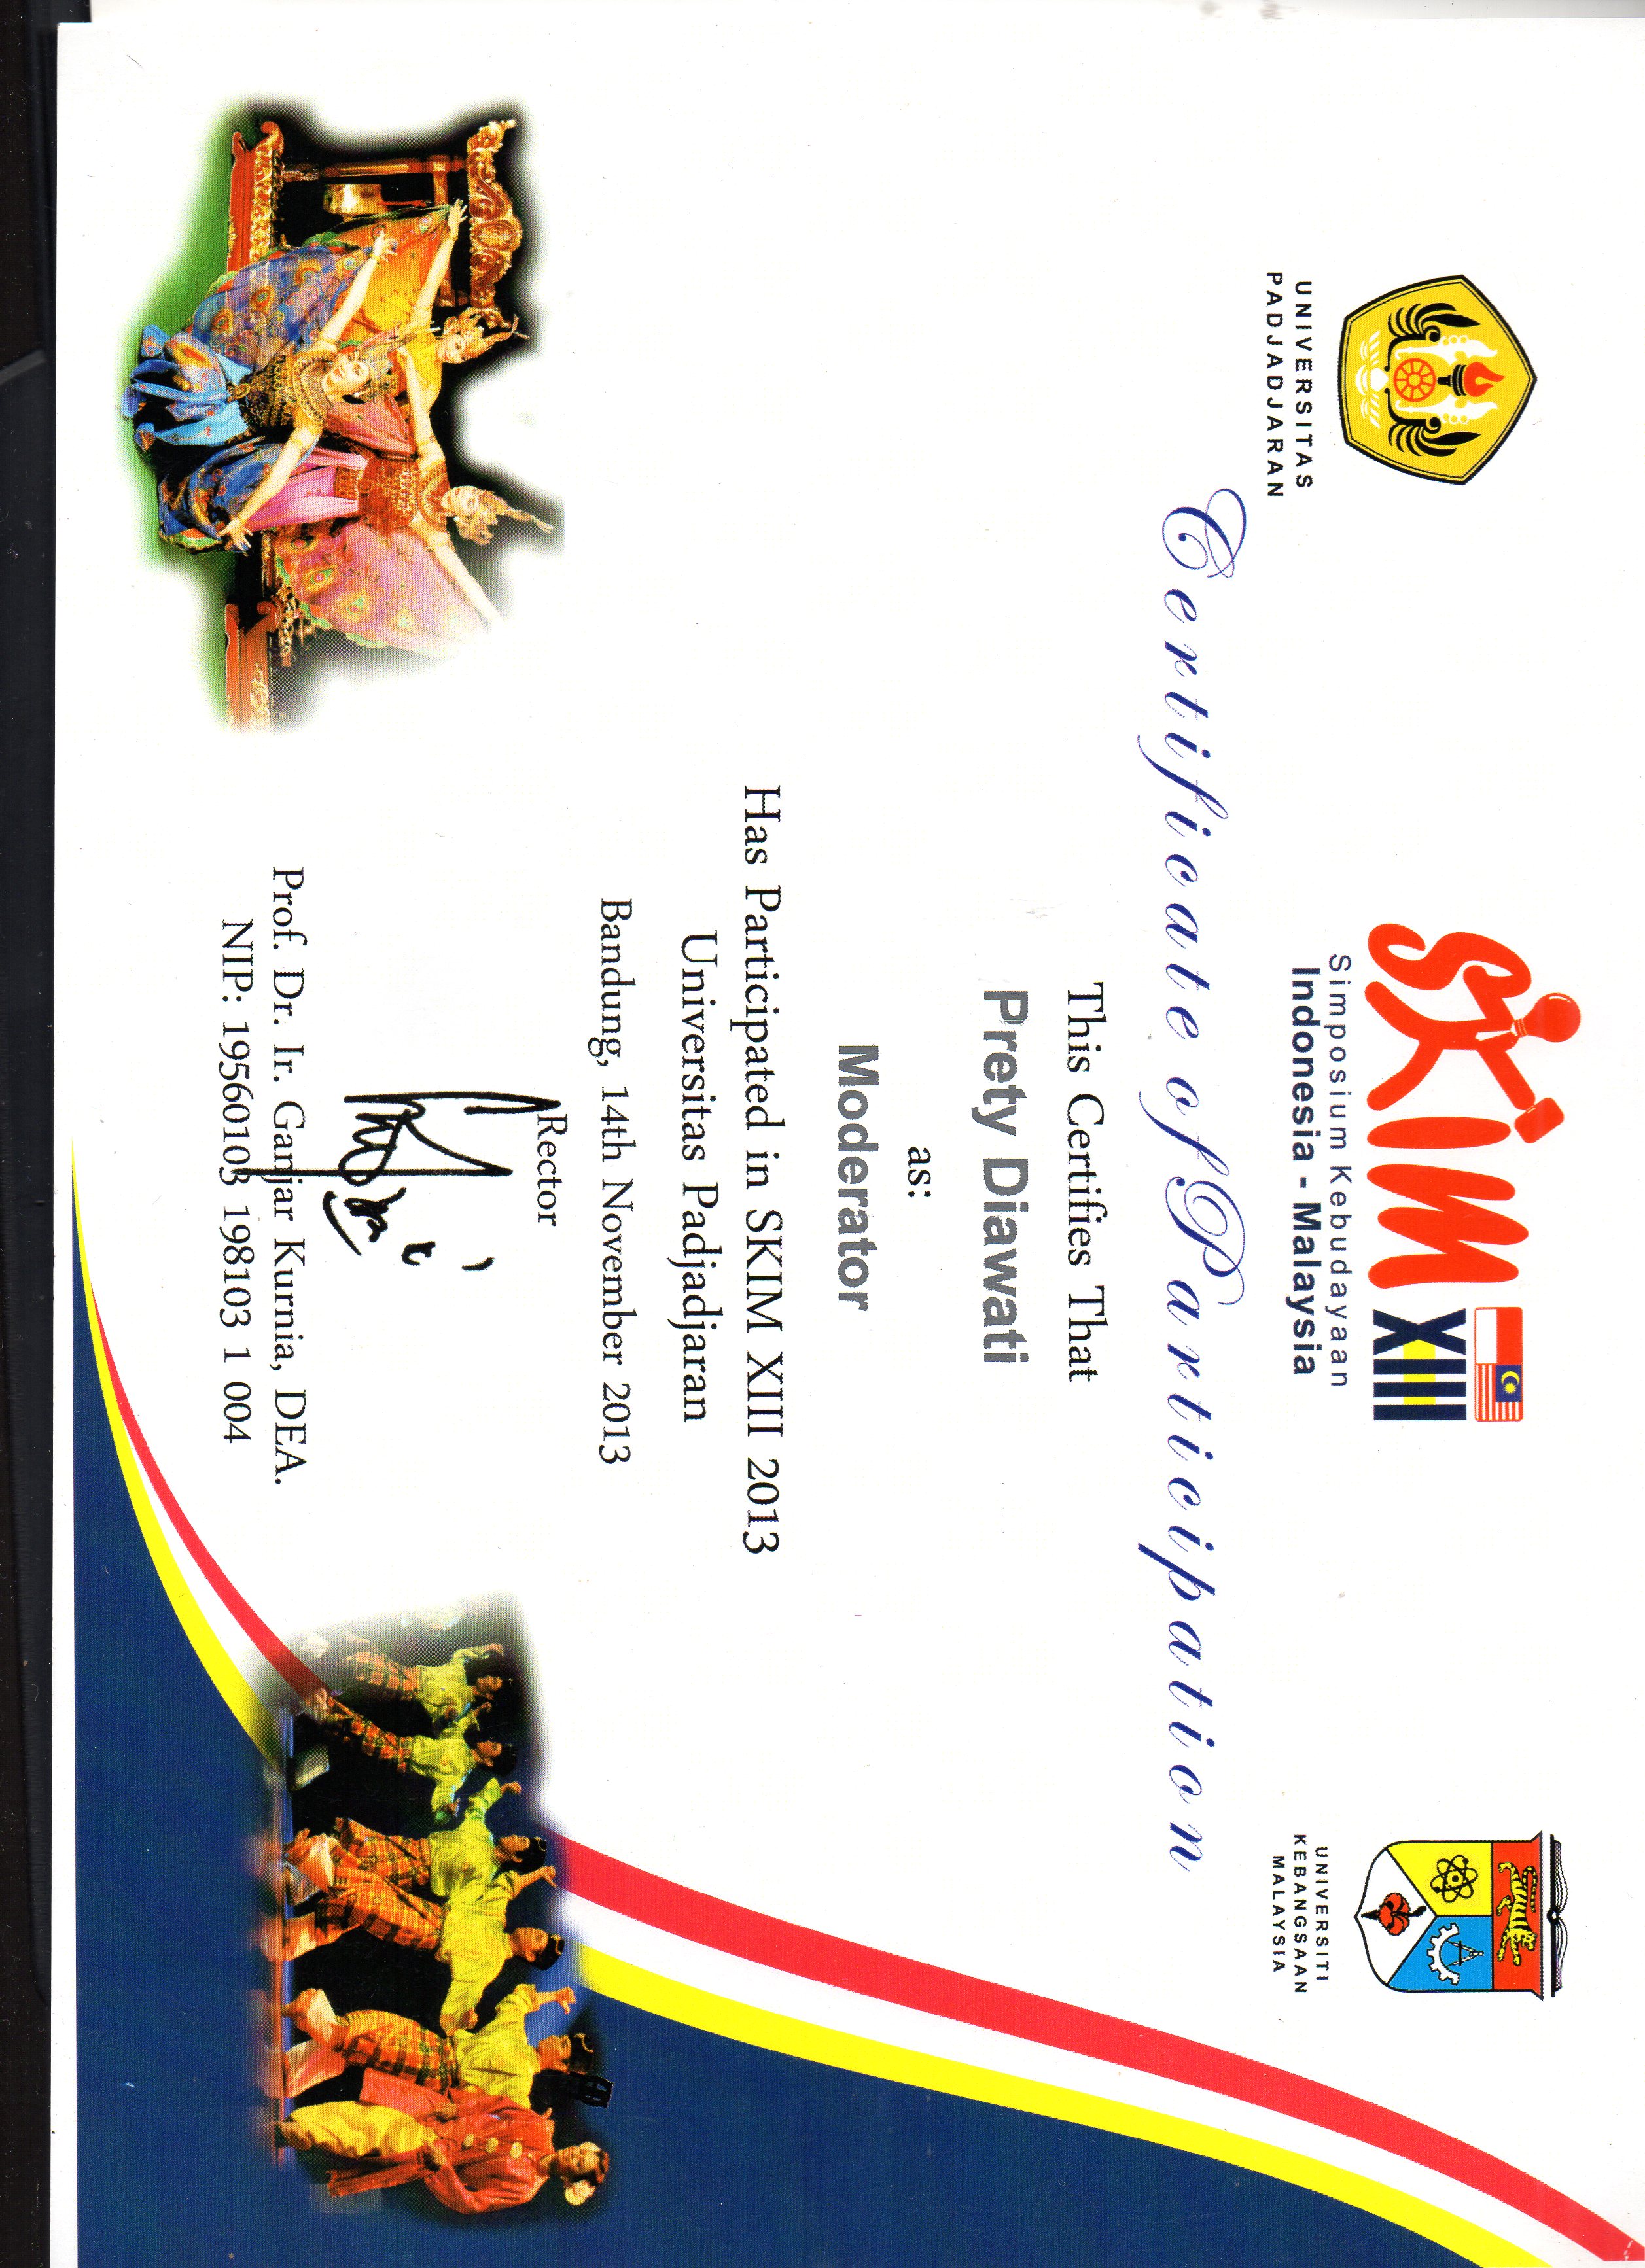 UNIVERSITAS
PADJADJARAN
SKIM XIII
Simposium Kebudayaan
Indonesia - Malaysia
UNIVERSITI
KEBANGSAAN
MALAYSIA
Certificate of Participation
This Certifies That
Prety Diawati
as:
Moderator
Has Participated in SKIM XIII 2013
Universitas Padjadjaran
Bandung, 14th November 2013
Rector
Prof. Dr. Ir. Ganjar Kurnia, DEA.
NIP: 19560103 198103 1 004